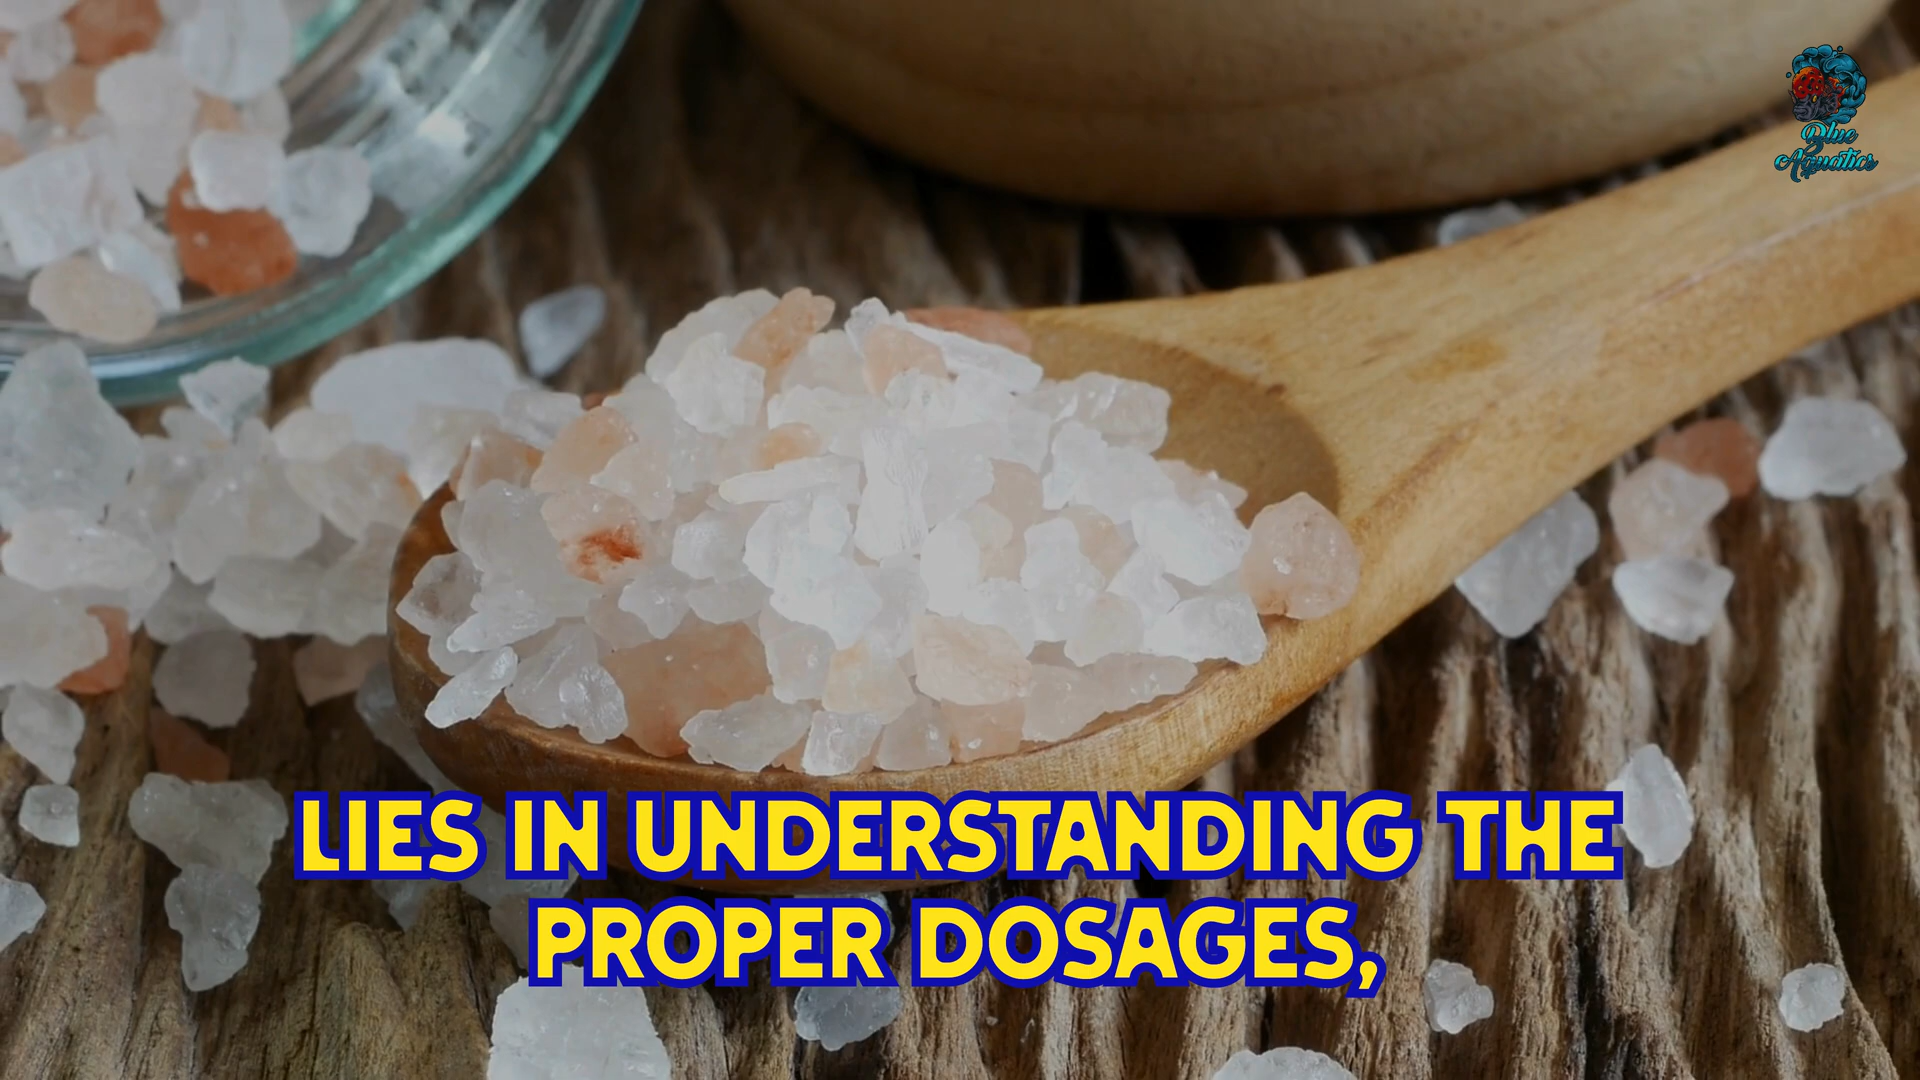 Blue
Aquatics
LIES IN UNDERSTANDING THE
PROPER DOSAGES,